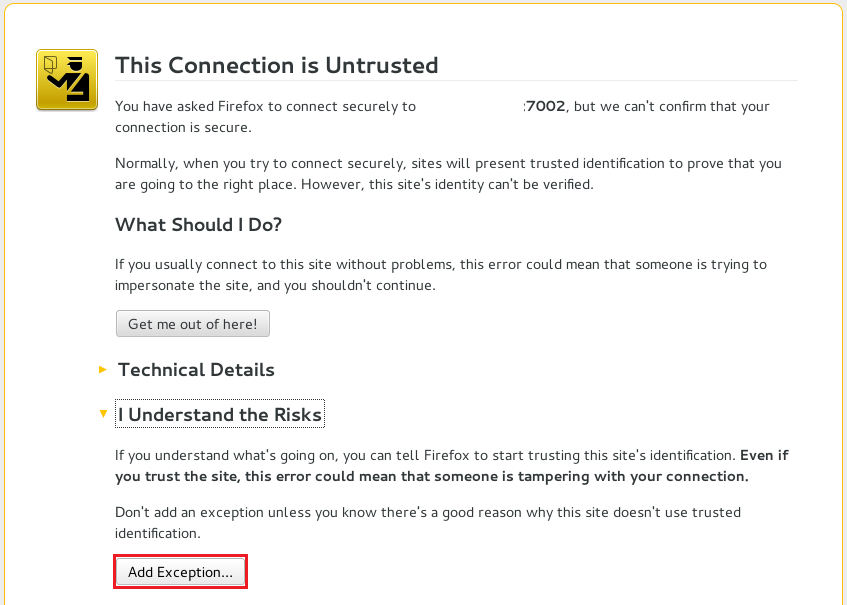 This Connection is Untrusted
You have asked Firefox to connect securely to :7002, but we can't confirm that your
connection is secure.
Normally, when you try to connect securely, sites will present trusted identification to prove that you
are going to the right place. However, this site's identity can't be verified.
What Should I Do?
If you usually connect to this site without problems, this error could mean that someone is trying to
impersonate the site, and you shouldn't continue.
Get me out of here!
Technical Details
I Understand the Risks
If you understand what's going on, you can tell Firefox to start trusting this site's identification. Even if
you trust the site, this error could mean that someone is tampering with your connection.
Don't add an exception unless you know there's a good reason why this site doesn't use trusted
identification.
Add Exception...